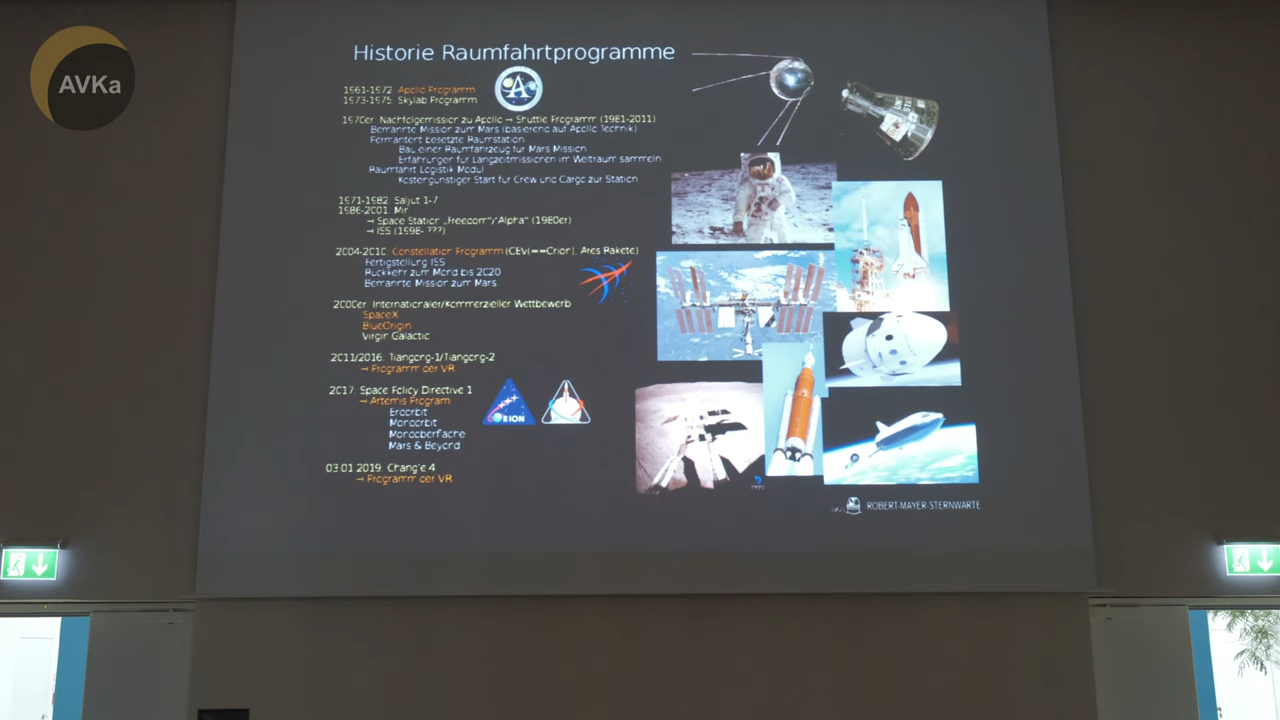 AVKa
Historie Raumfahrtprogramme
1961-1972: Apollo Programm
1973-1975: Skylab Programm
1970er: Nachfolgemission zu Apollo → Shuttle Programm (1981-2011)
Bemannte Mission zum Mars (basierend auf Apollo Technik)
Permanent besetzte Raumstation
Bau einer Raumfahrzeug für Mars Mission
Erfahrungen für Langzeitmissionen im Weltraum sammeln
Raumfahrt Logistik Modul
Kostengünstiger Start für Crew und Cargo zur Station
1971-1982: Saljut 1-7
1986-2001: Mir
→ Space Station „Freedom"/"Alpha" (1980er)
→ ISS (1998- ???)
2004-2010: Constellation Programm (CEV(==Orion), Ares Rakete)
Fertigstellung ISS
Rückkehr zum Mond bis 2020
Bemannte Mission zum Mars
2000er: Internationaler/Kommerzieller Wettbewerb
SpaceX
BlueOrigin
Virgin Galactic
2011/2016: Tiangong-1/Tiangong-2
→ Programm der VR
2017: Space Policy Directive 1
→ Artemis Program
Erdorbit
Mondorbit
Mondoberfläche
Mars & Beyond
ORION
03.01.2019: Chang'e 4
→ Programm der VR
UNITED STATES
ROBERT-MAYER-STERNWARTE